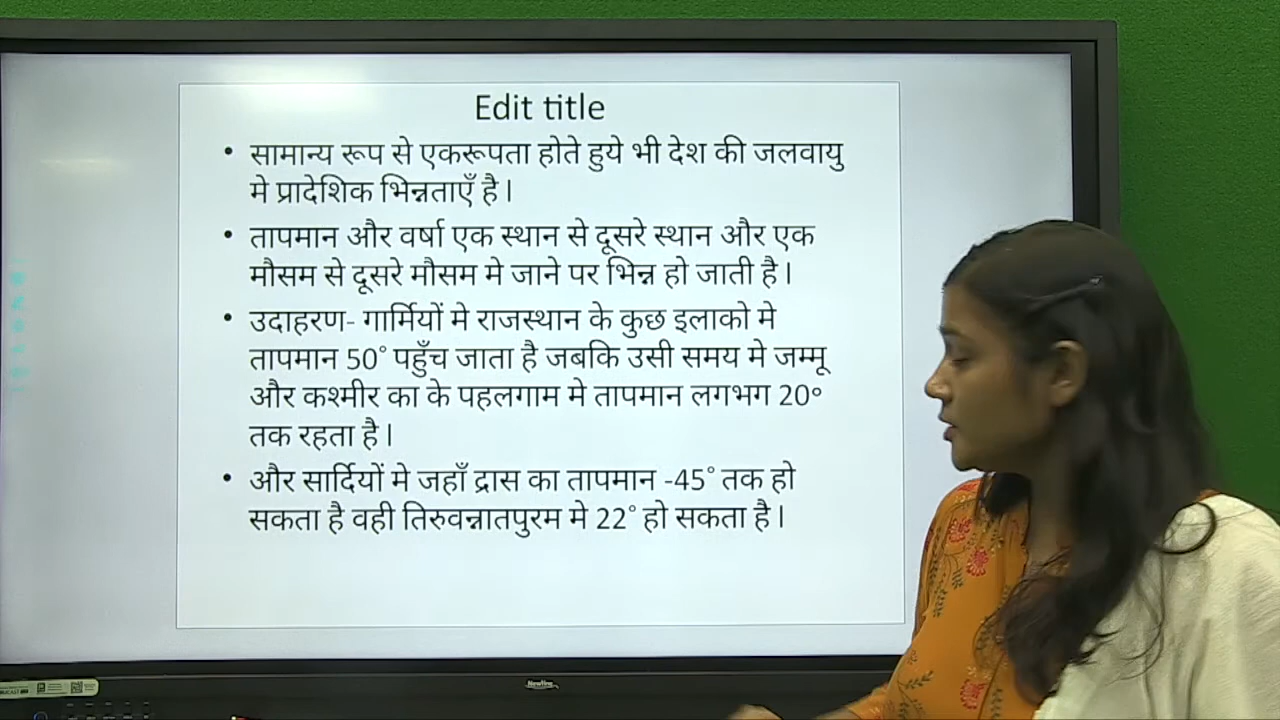 Edit title
• सामान्य रूप से एकरूपता होते हुये भी देश की जलवायु
मे प्रादेशिक भिन्नताएँ है।
• तापमान और वर्षा एक स्थान से दूसरे स्थान और एक
मौसम से दूसरे मौसम मे जाने पर भिन्न हो जाती है।
• उदाहरण- गार्मियों मे राजस्थान के कुछ इलाको मे
तापमान 50° पहुँच जाता है जबकि उसी समय मे जम्मू
और कश्मीर का के पहलगाम मे तापमान लगभग 20°
तक रहता है।
• और सार्दियों मे जहाँ द्रास का तापमान -45° तक हो
सकता है वही तिरुवन्नातपुरम मे 22° हो सकता है।
Newline